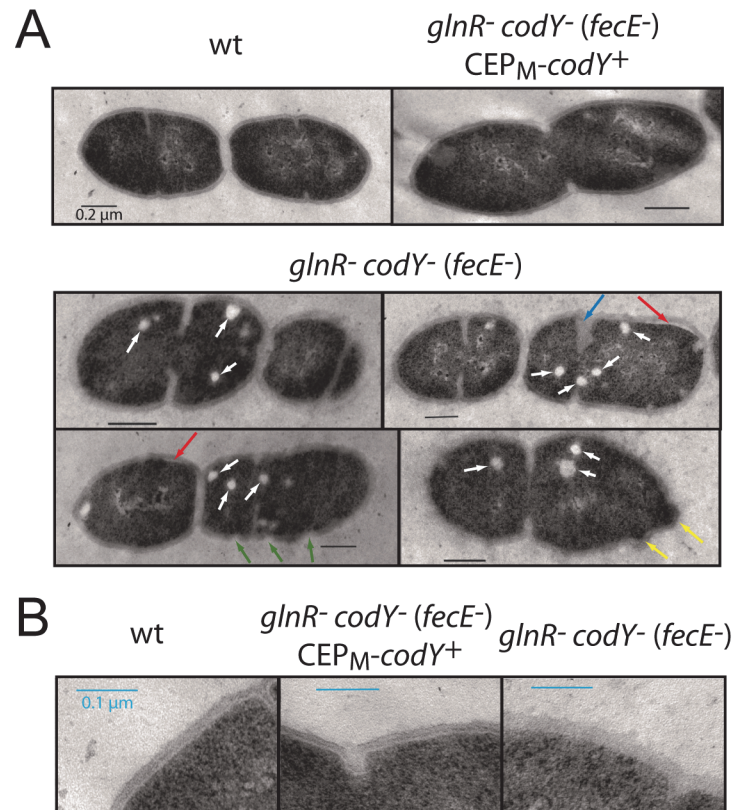 A
wt
glnR- codY- (fecE-)
CEPM-codY+
0.2 µm
glnR- codY- (fecE-)
B
wt
glnR- codY- (fecE-)
CEPM-codY+
glnR- codY- (fecE-)
0.1 µm